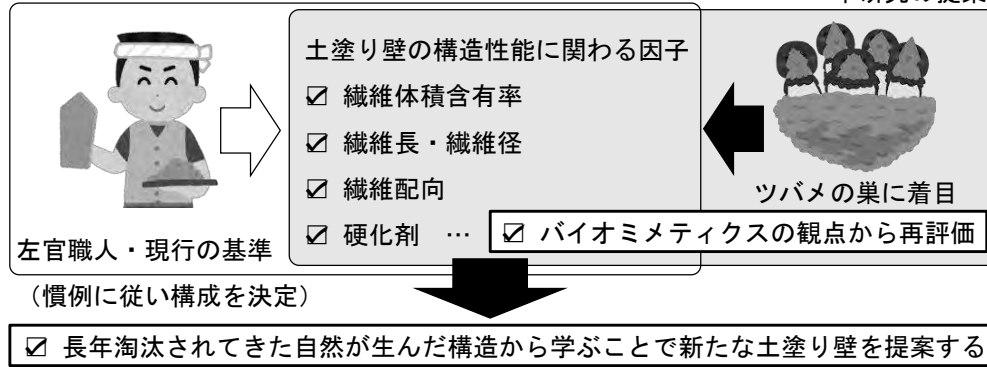 土塗り壁の構造性能に関わる因子
☑ 繊維体積含有率
☑ 繊維長・繊維径
☑ 繊維配向
☑ 硬化剤 …
☑ バイオミメティクスの観点から再評価
ツバメの巣に着目
左官職人・現行の基準
（慣例に従い構成を決定）
☑ 長年淘汰されてきた自然が生んだ構造から学ぶことで新たな土塗り壁を提案する